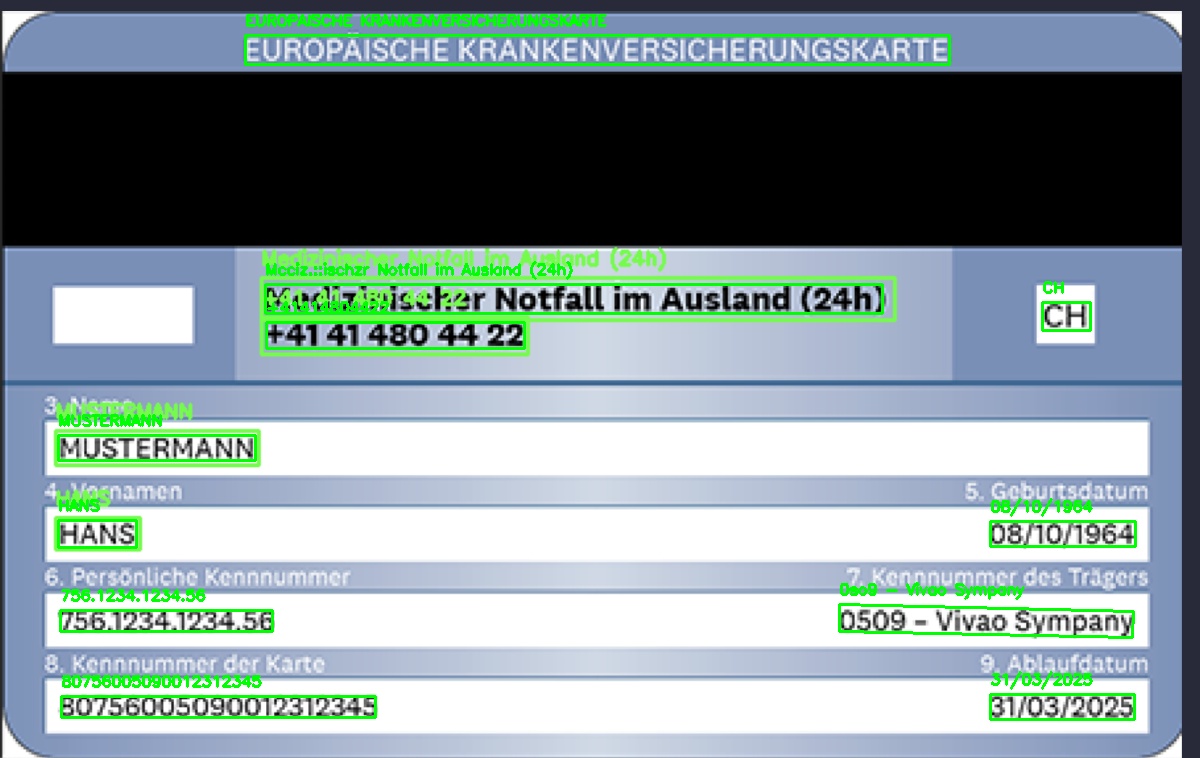 EUROPAISCHE KRANKENVERSICHERUNGSKARTE
EUROPÄISCHE KRANKENVERSICHERUNGSKARTE
Medizinischer Notfall im Ausland (24h)
Mcciz.::ischzr Notfall im Ausland (24h)
CH
Medizinischer Notfall im Ausland (24h)
CH
+41 41 480 44 22
+41 41 480 44 22
3. Name
MUSTERMANN
MUSTERMANN
MUSTERMANN
4. Vornamen 5. Geburtsdatum
HANS
HANS 08/10/1964
HANS 08/10/1964
6. Persönliche Kennnummer 7. Kennnummer des Trägers
756.1234.1234.56 0so9 - Vivao Sympany
756.1234.1234.56 0509 – Vivao Sympany
8. Kennnummer der Karte 9. Ablaufdatum
80756005090012312345 31/03/2025
80756005090012312345 31/03/2025